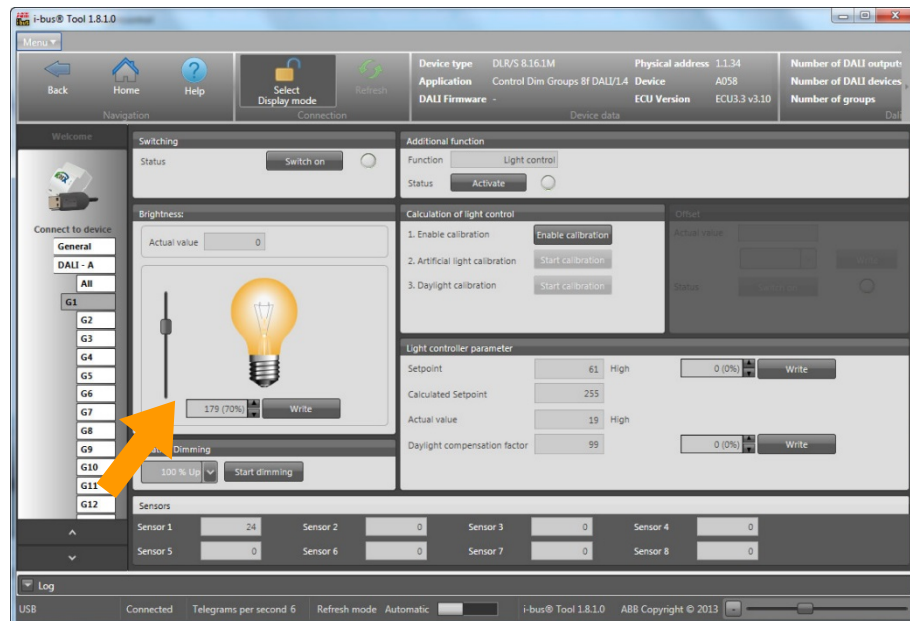 i-bus® Tool 1.8.1.0
Menu
Back Home Help Select Display mode Refresh
Navigation Connection Device data Dali
Device type DLR/S 8.16.1M Physical address 1.1.34 Number of DALI outputs
Application Control Dim Groups 8f DALI/1.4 Device A058 Number of DALI devices
DALI Firmware - ECU Version ECU3.3 v3.10 Number of groups
Welcome
Connect to device
General
DALI - A
All
G1
G2
G3
G4
G5
G6
G7
G8
G9
G10
G11
G12
Switching
Status Switch on
Additional function
Function Light control
Status Activate
Brightness:
Actual value 0
179 (70%) Write
Calculation of light control
1. Enable calibration Enable calibration
2. Artificial light calibration Start calibration
3. Daylight calibration Start calibration
Offset
Actual value
Write
Status
Light controller parameter
Setpoint 61 High 0 (0%) Write
Calculated Setpoint 255
Actual value 19 High
Daylight compensation factor 99 0 (0%) Write
Dimming
100 % Up Start dimming
Sensors
Sensor 1 24 Sensor 2 0 Sensor 3 0 Sensor 4 0
Sensor 5 0 Sensor 6 0 Sensor 7 0 Sensor 8 0
Log
USB Connected Telegrams per second 6 Refresh mode Automatic i-bus® Tool 1.8.1.0 ABB Copyright © 2013